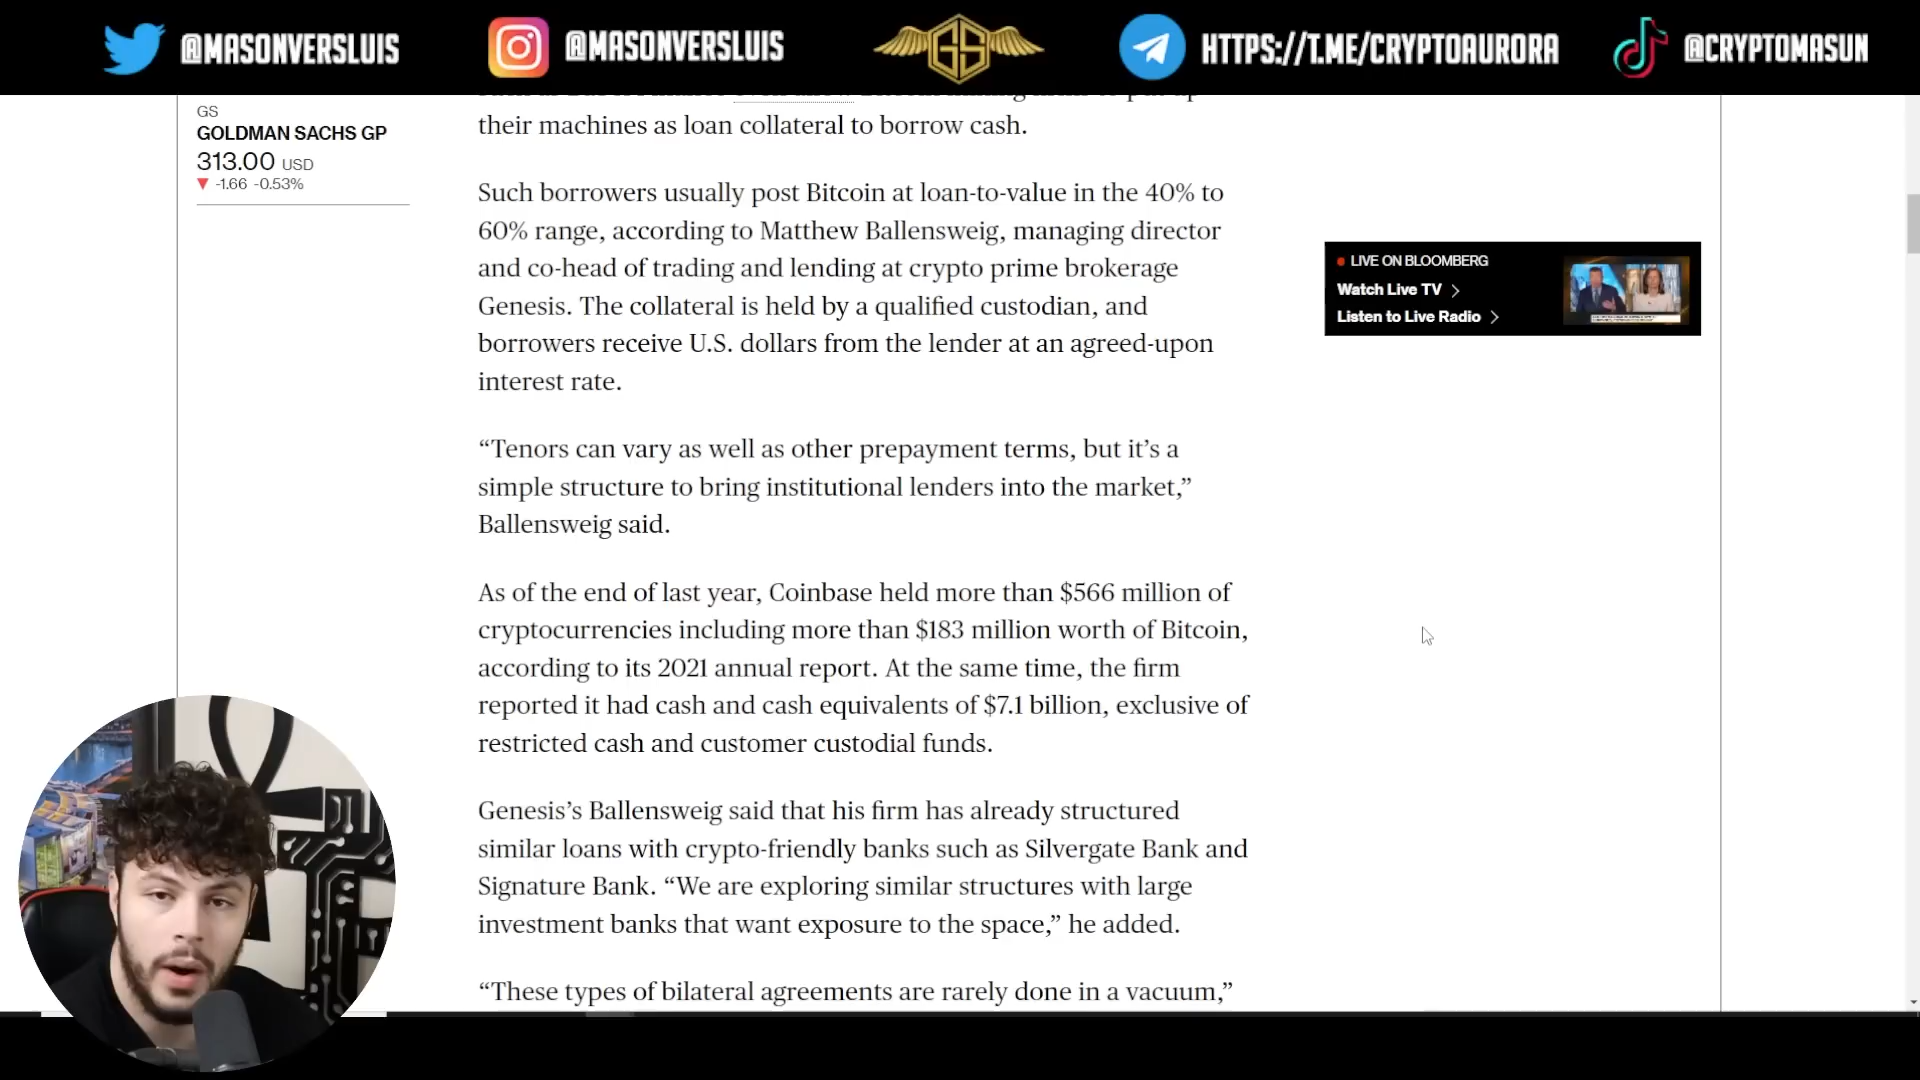 @MASONVERSLUIS
@MASONVERSLUIS
GS
HTTPS://T.ME/CRYPTOAURORA
@CRYPTOMASUN
GS
GOLDMAN SACHS GP
313.00 USD
-1.66 -0.53%
their machines as loan collateral to borrow cash.
Such borrowers usually post Bitcoin at loan-to-value in the 40% to
60% range, according to Matthew Ballensweig, managing director
and co-head of trading and lending at crypto prime brokerage
Genesis. The collateral is held by a qualified custodian, and
borrowers receive U.S. dollars from the lender at an agreed-upon
interest rate.
“Tenors can vary as well as other prepayment terms, but it’s a
simple structure to bring institutional lenders into the market,”
Ballensweig said.
As of the end of last year, Coinbase held more than $566 million of
cryptocurrencies including more than $183 million worth of Bitcoin,
according to its 2021 annual report. At the same time, the firm
reported it had cash and cash equivalents of $7.1 billion, exclusive of
restricted cash and customer custodial funds.
Genesis’s Ballensweig said that his firm has already structured
similar loans with crypto-friendly banks such as Silvergate Bank and
Signature Bank. “We are exploring similar structures with large
investment banks that want exposure to the space,” he added.
“These types of bilateral agreements are rarely done in a vacuum,”
LIVE ON BLOOMBERG
Watch Live TV
Listen to Live Radio